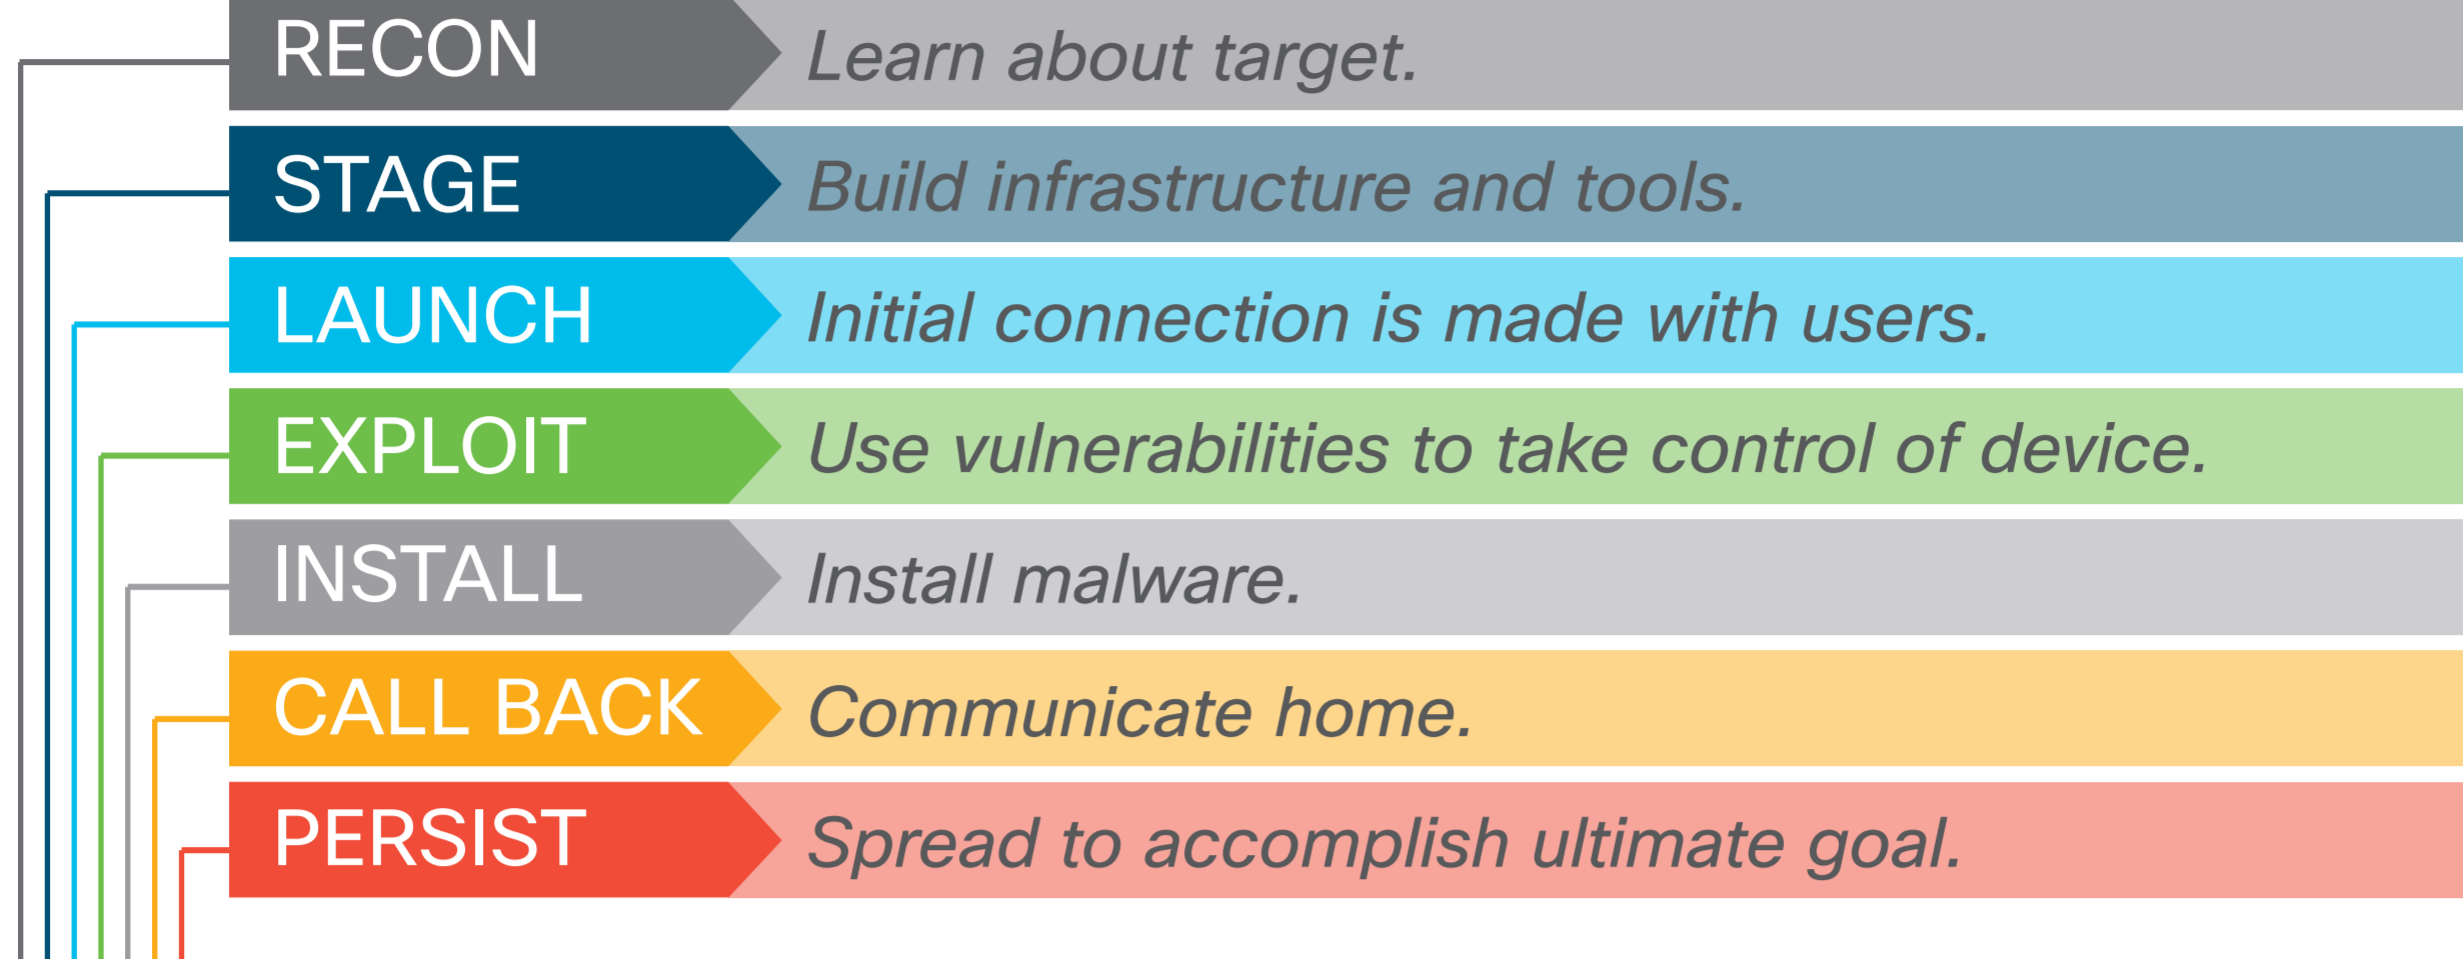 RECON Learn about target.
STAGE Build infrastructure and tools.
LAUNCH Initial connection is made with users.
EXPLOIT Use vulnerabilities to take control of device.
INSTALL Install malware.
CALL BACK Communicate home.
PERSIST Spread to accomplish ultimate goal.